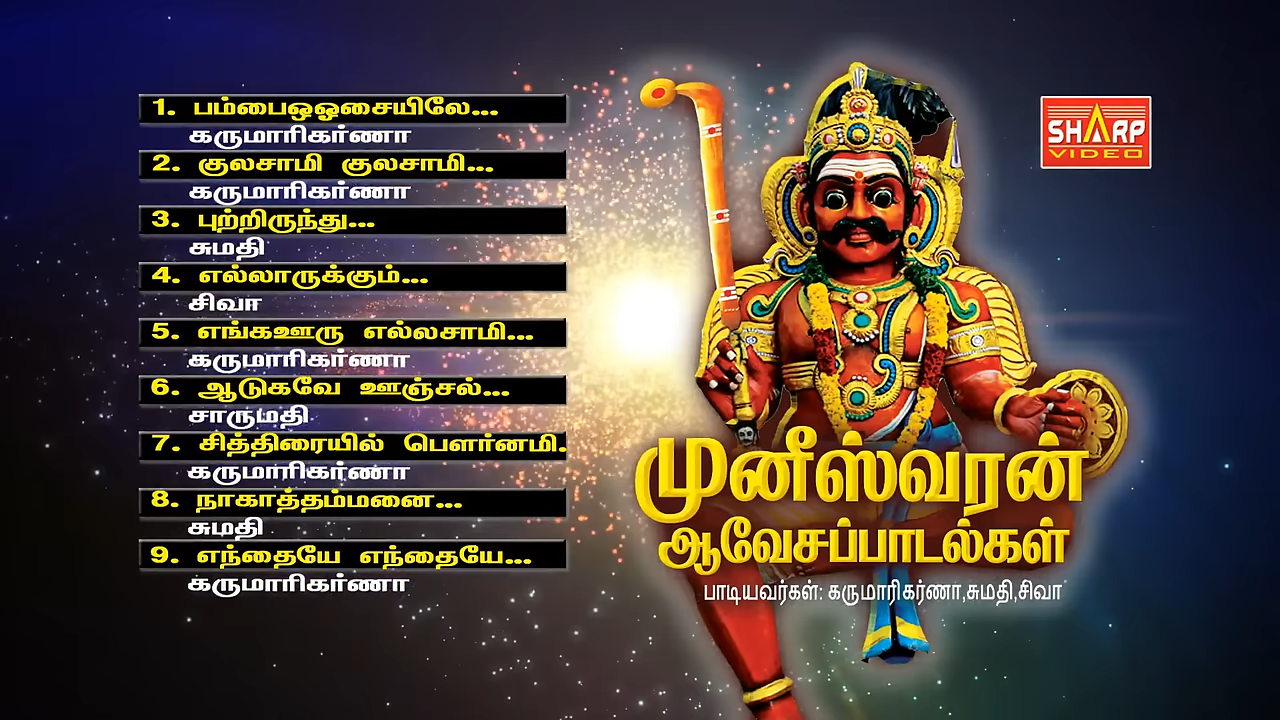 1. பம்பைஒஓசையிலே...
கருமாரிகர்ணா
2. குலசாமி குலசாமி...
கருமாரிகர்ணா
3. புற்றிருந்து...
சுமதி
4. எல்லாருக்கும்...
சிவா
5. எங்கஊரு எல்லசாமி...
கருமாரிகர்ணா
6. ஆடுகவே ஊஞ்சல்...
சாருமதி
7. சித்திரையில் பௌர்னமி.
கருமாரிகர்ணா
8. நாகாத்தம்மனை...
சுமதி
9. எந்தையே எந்தையே...
கருமாரிகர்ணா
SHARP
VIDEO
முனீஸ்வரன்
ஆவேசப்பாடல்கள்
பாடியவர்கள்: கருமாரிகர்ணா,சுமதி,சிவா